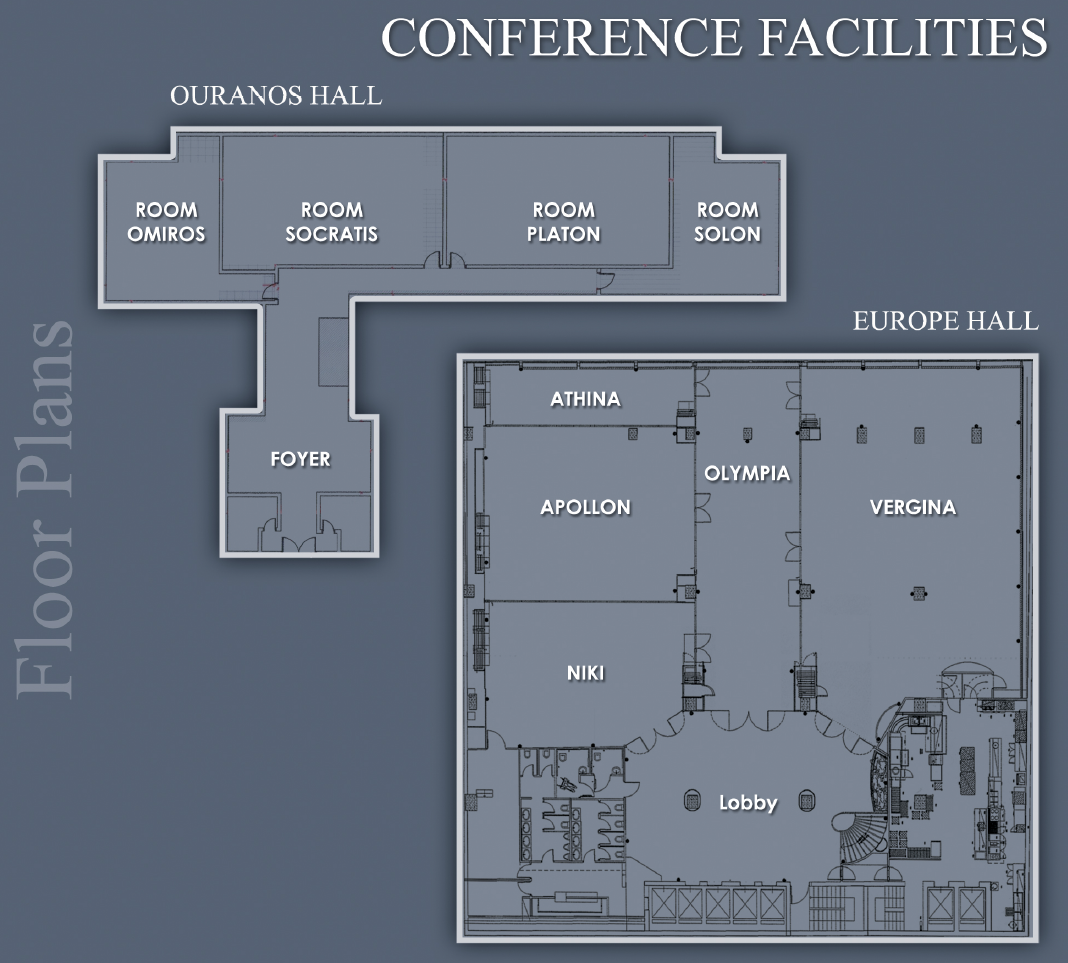 CONFERENCE FACILITIES
OURANOS HALL
ROOM
OMIROS
ROOM
SOCRATIS
ROOM
PLATON
ROOM
SOLON
FOYER
Floor Plans
EUROPE HALL
ATHINA
OLYMPIA
APOLLON
VERGINA
NIKI
Lobby